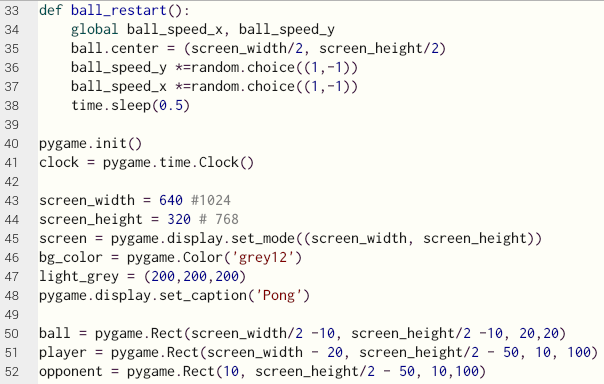 33 def ball_restart():
34     global ball_speed_x, ball_speed_y
35     ball.center = (screen_width/2, screen_height/2)
36     ball_speed_y *=random.choice((1,-1))
37     ball_speed_x *=random.choice((1,-1))
38     time.sleep(0.5)
39
40 pygame.init()
41 clock = pygame.time.Clock()
42
43 screen_width = 640 #1024
44 screen_height = 320 # 768
45 screen = pygame.display.set_mode((screen_width, screen_height))
46 bg_color = pygame.Color('grey12')
47 light_grey = (200,200,200)
48 pygame.display.set_caption('Pong')
49
50 ball = pygame.Rect(screen_width/2 -10, screen_height/2 -10, 20,20)
51 player = pygame.Rect(screen_width - 20, screen_height/2 - 50, 10, 100)
52 opponent = pygame.Rect(10, screen_height/2 - 50, 10,100)